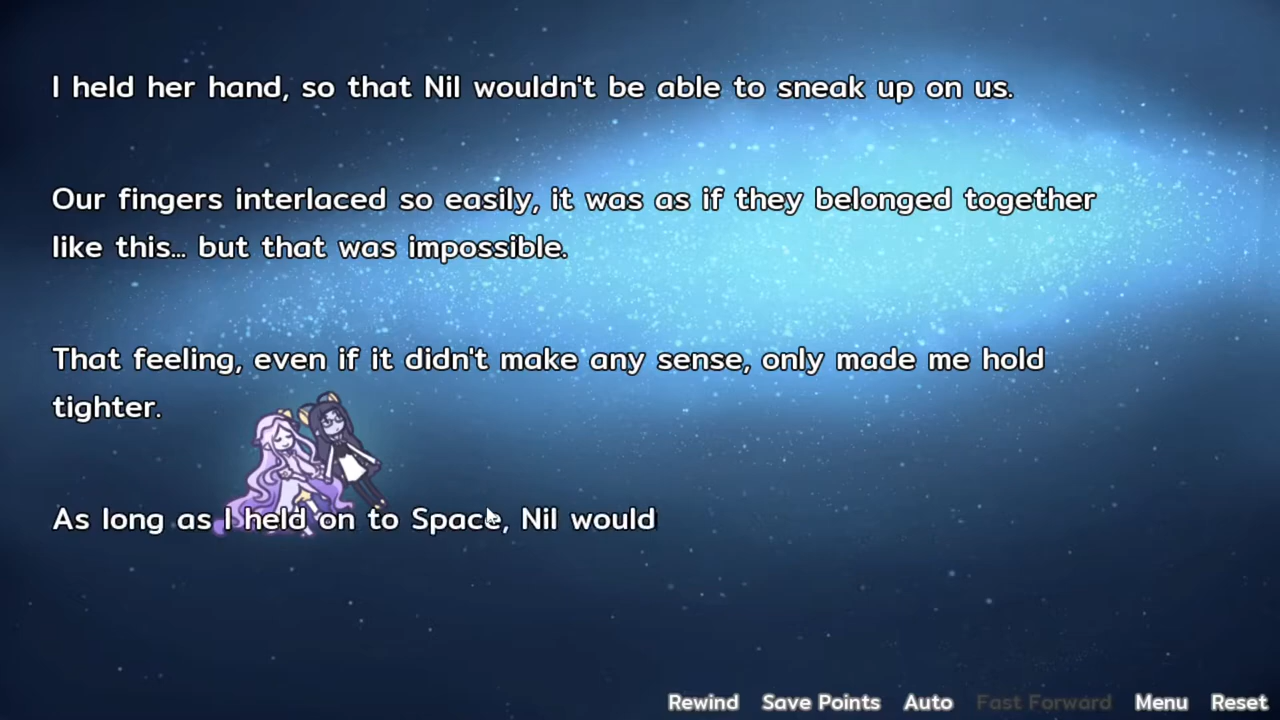 I held her hand, so that Nil wouldn't be able to sneak up on us.
Our fingers interlaced so easily, it was as if they belonged together
like this... but that was impossible.
That feeling, even if it didn't make any sense, only made me hold
tighter.
As long as I held on to Space, Nil would
Rewind Save Points Auto Fast Forward Menu Reset